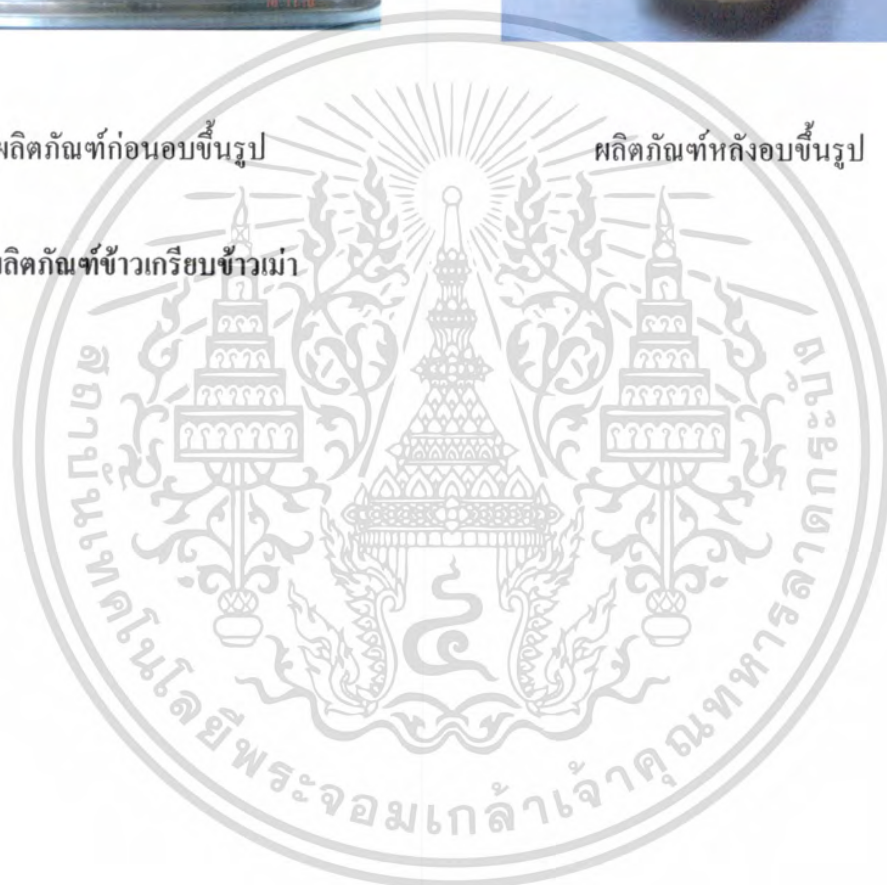 ผลิตภัณฑ์ก่อนอบขึ้นรูป
ผลิตภัณฑ์หลังอบขึ้นรูป
ผลิตภัณฑ์ข้าวเกรียบข้าวเม่า
สถาบันเทคโนโลยีพระจอมเกล้าเจ้าคุณทหารลาดกระบัง
๔